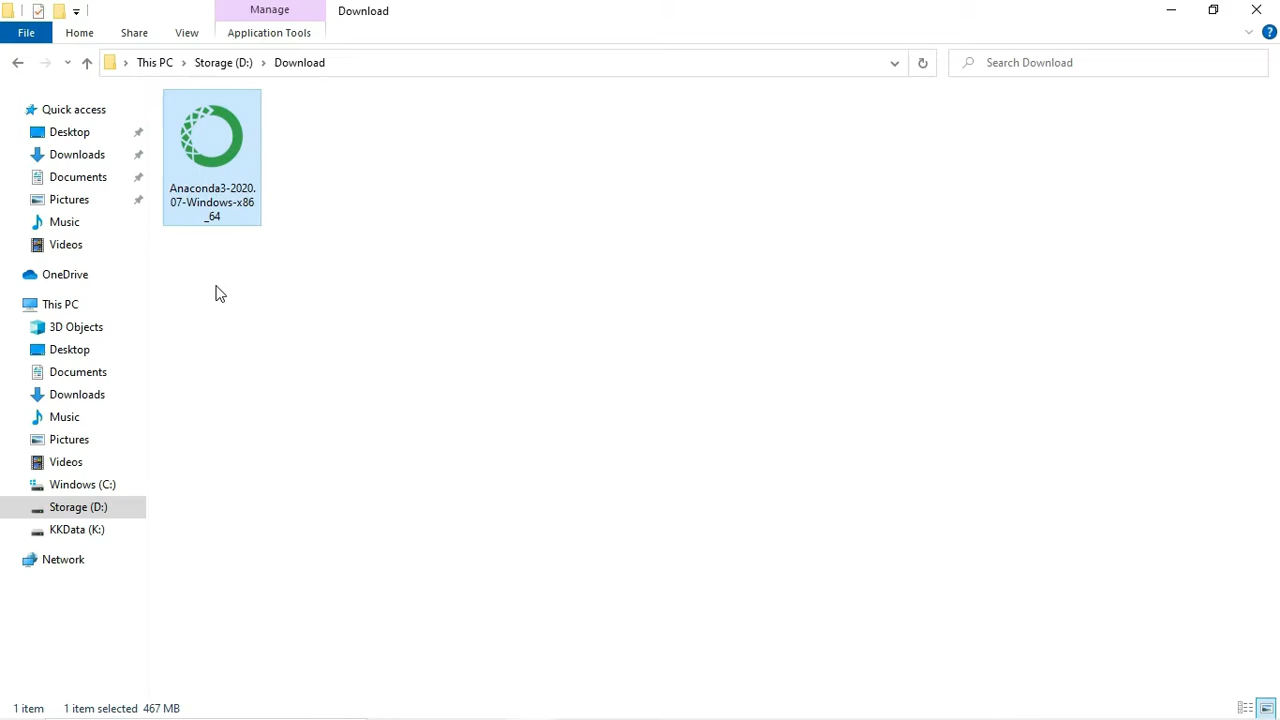 Manage
Download
File
Home
Share
View
Application Tools
This PC
Storage (D:)
Download
Search Download
Quick access
Desktop
Downloads
Documents
Pictures
Music
Videos
OneDrive
This PC
3D Objects
Desktop
Documents
Downloads
Music
Pictures
Videos
Windows (C:)
Storage (D:)
KKData (K:)
Network
Anaconda3-2020.
07-Windows-x86
_64
1 item
1 item selected 467 MB